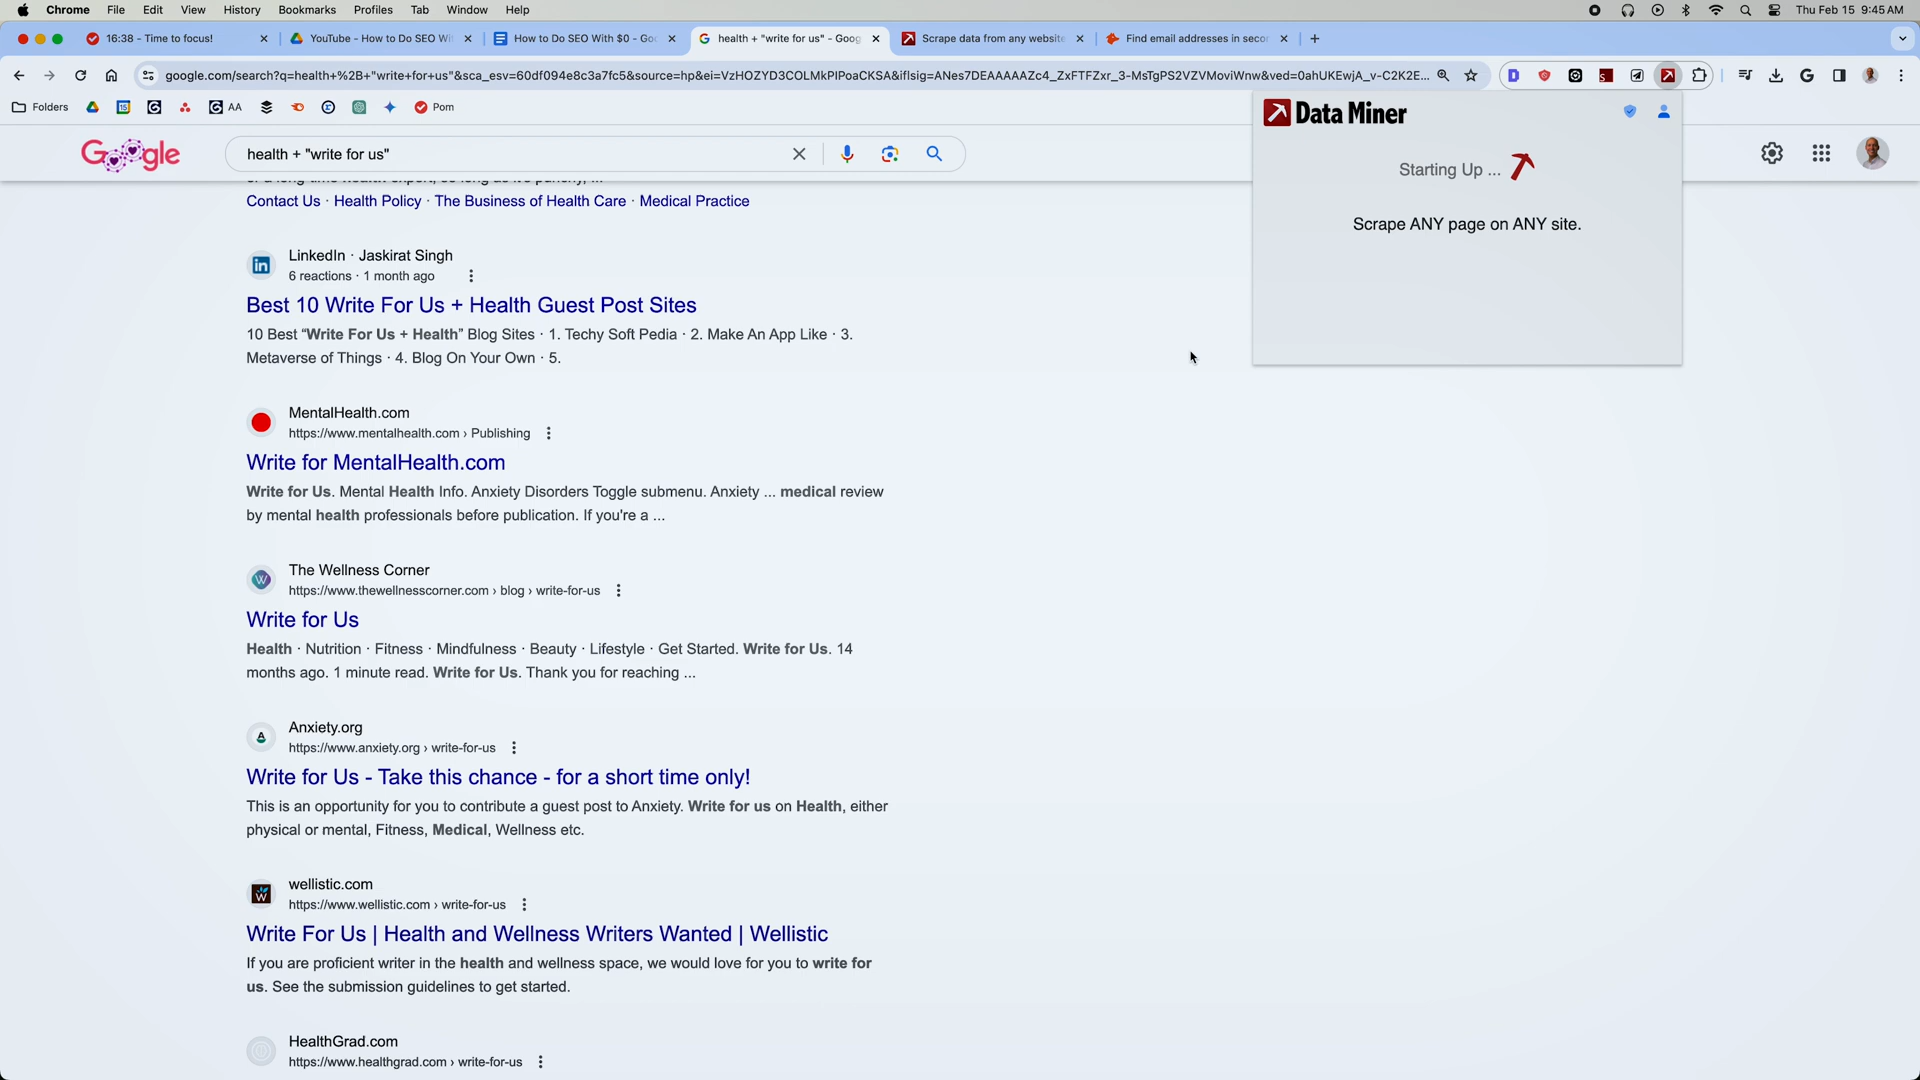 Chrome File Edit View History Bookmarks Profiles Tab Window Help Thu Feb 15 9:45 AM
16:38 - Time to focus! YouTube - How to Do SEO Wi How to Do SEO With $0 - Goo health + "write for us" - Goog Scrape data from any website Find email addresses in secon
google.com/search?q=health+%2B+"write+for+us"&sca_esv=60df094e8c3a7fc5&source=hp&ei=VzHOZYD3COLMkPIPoaCKSA&iflsig=ANes7DEAAAAAZc4_ZxFTFZxr_3-MsTgPS2VZVMoviWnw&ved=0ahUKEwjA_v-C2K2E...
Folders AA Pom
Data Miner
Starting Up ...
Scrape ANY page on ANY site.
Google
health + "write for us"
Contact Us · Health Policy · The Business of Health Care · Medical Practice
LinkedIn · Jaskirat Singh
6 reactions · 1 month ago
Best 10 Write For Us + Health Guest Post Sites
10 Best “Write For Us + Health” Blog Sites · 1. Techy Soft Pedia · 2. Make An App Like · 3.
Metaverse of Things · 4. Blog On Your Own · 5.
MentalHealth.com
https://www.mentalhealth.com › Publishing
Write for MentalHealth.com
Write for Us. Mental Health Info. Anxiety Disorders Toggle submenu. Anxiety ... medical review
by mental health professionals before publication. If you're a ...
The Wellness Corner
https://www.thewellnesscorner.com › blog › write-for-us
Write for Us
Health · Nutrition · Fitness · Mindfulness · Beauty · Lifestyle · Get Started. Write for Us. 14
months ago. 1 minute read. Write for Us. Thank you for reaching ...
Anxiety.org
https://www.anxiety.org › write-for-us
Write for Us - Take this chance - for a short time only!
This is an opportunity for you to contribute a guest post to Anxiety. Write for us on Health, either
physical or mental, Fitness, Medical, Wellness etc.
wellistic.com
https://www.wellistic.com › write-for-us
Write For Us | Health and Wellness Writers Wanted | Wellistic
If you are proficient writer in the health and wellness space, we would love for you to write for
us. See the submission guidelines to get started.
HealthGrad.com
https://www.healthgrad.com › write-for-us